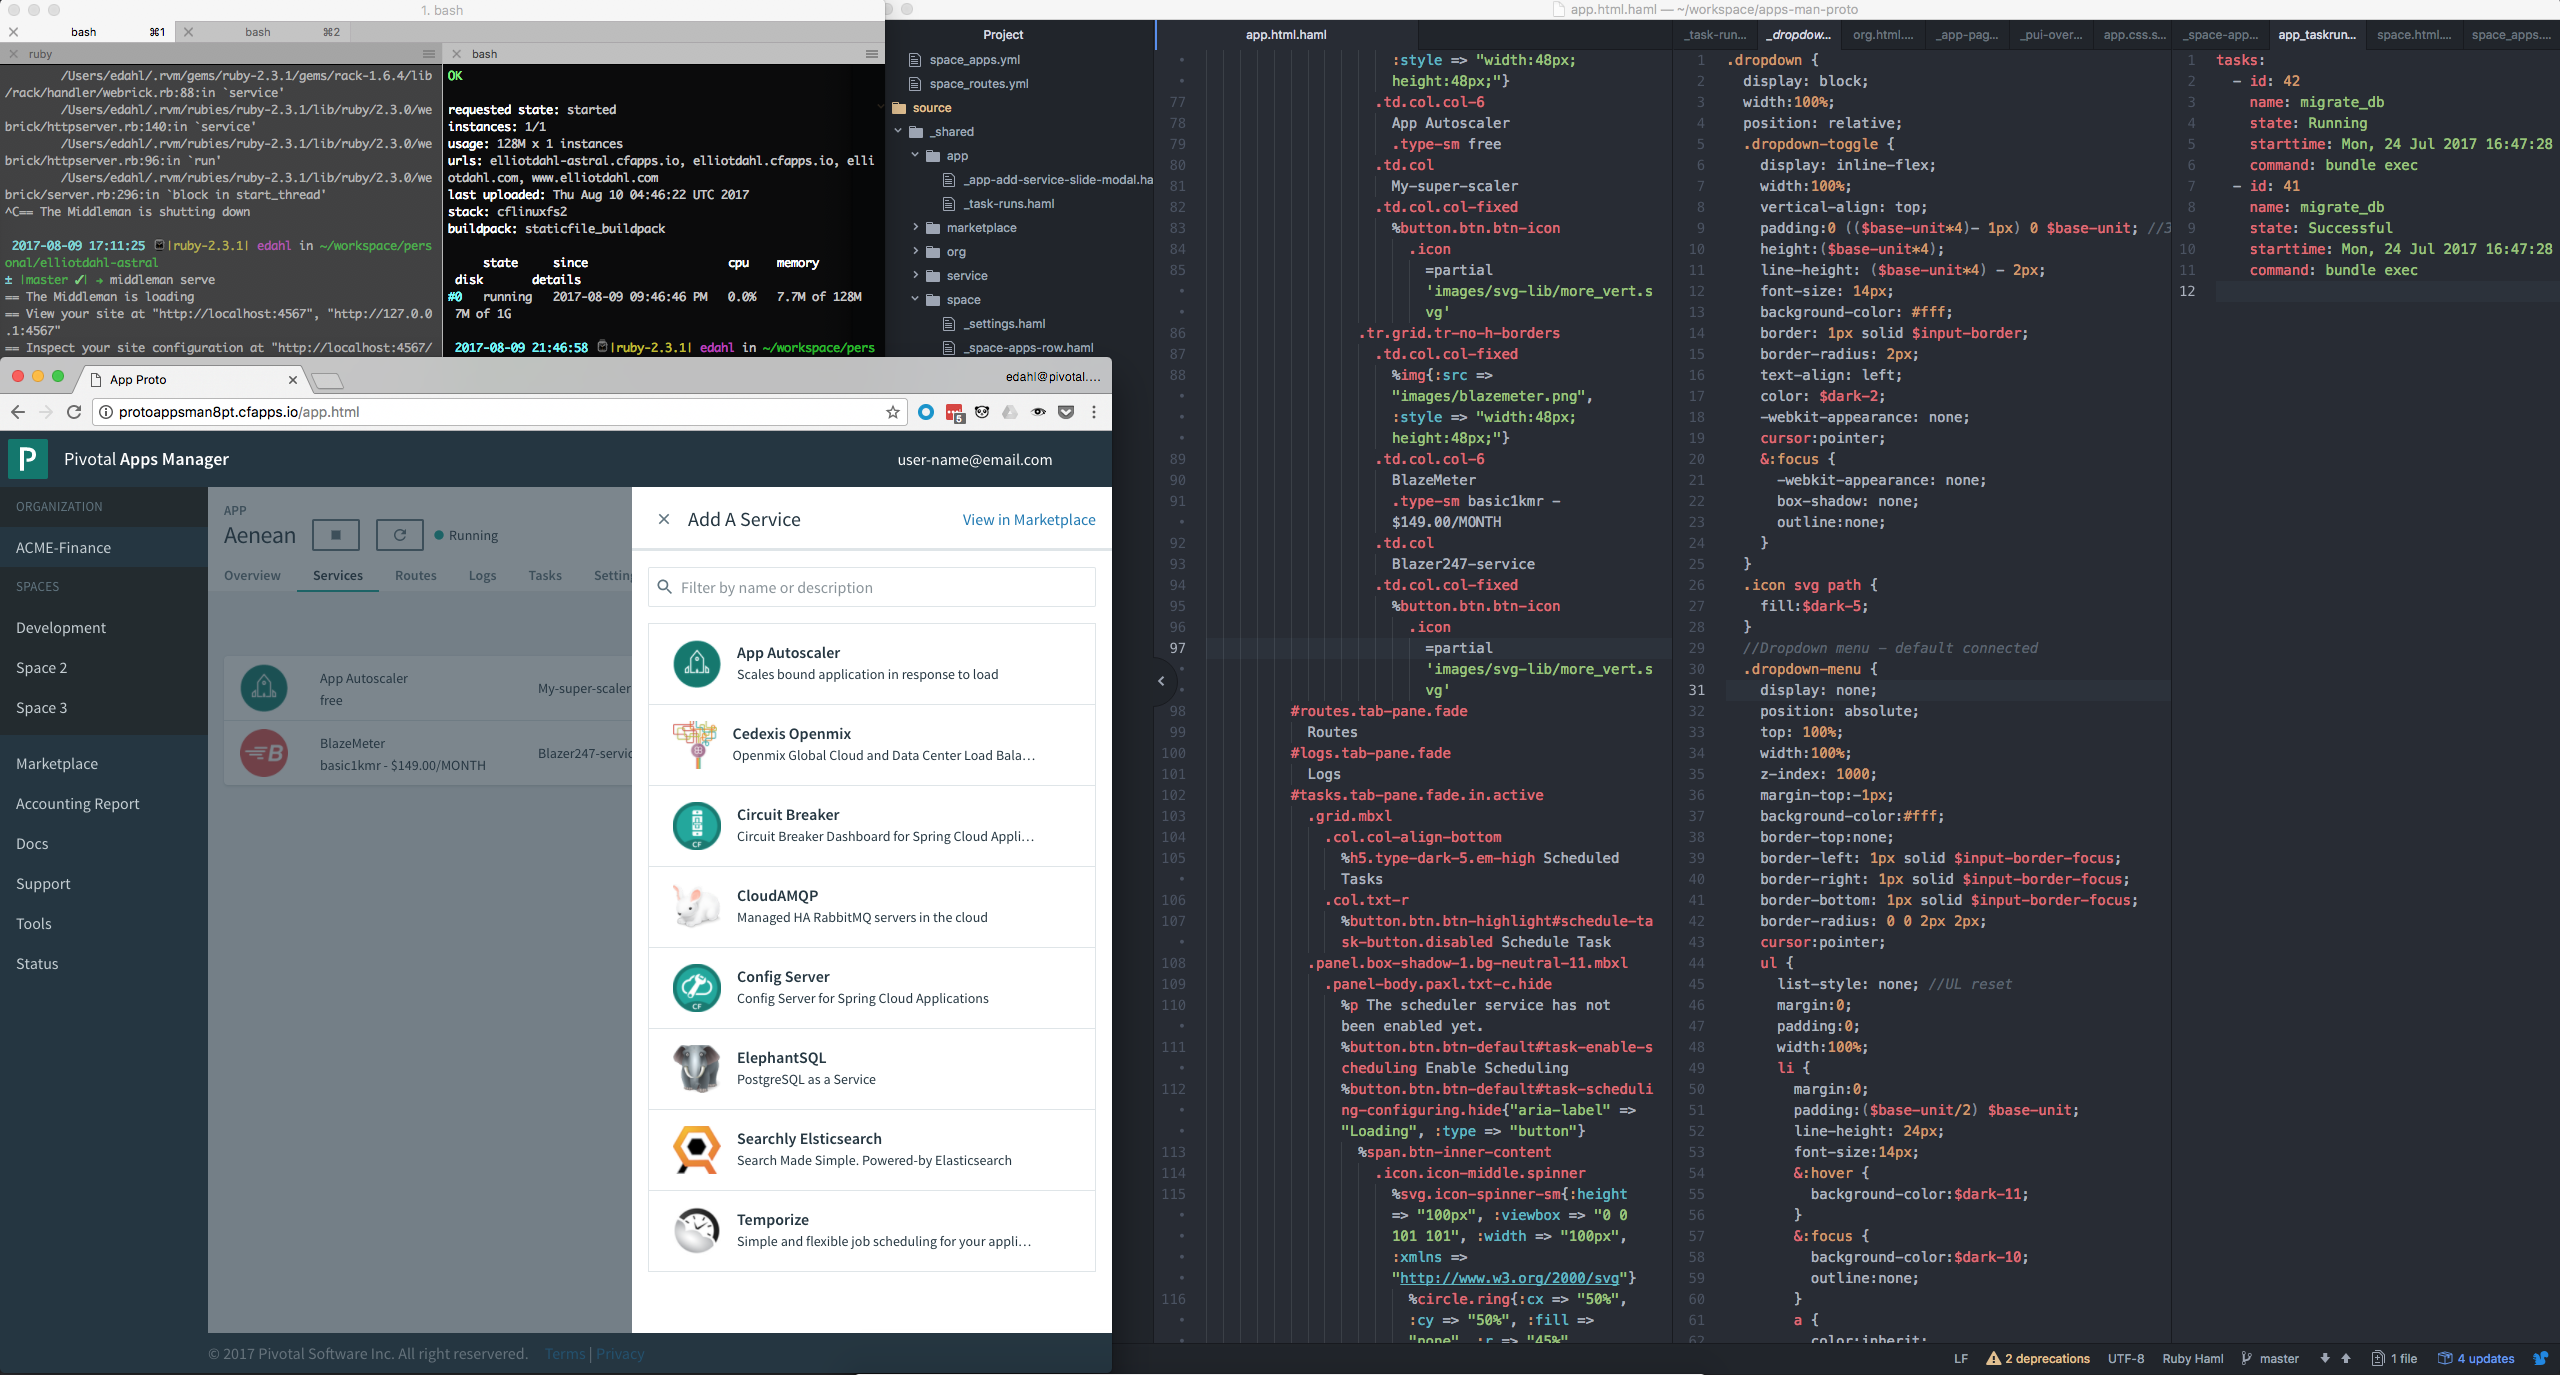 1. bash
bash ⌘1
bash ⌘2
ruby
/Users/edahl/.rvm/gems/ruby-2.3.1/gems/rack-1.6.4/lib
/rack/handler/webrick.rb:88:in `service'
/Users/edahl/.rvm/rubies/ruby-2.3.1/lib/ruby/2.3.0/we
brick/httpserver.rb:140:in `service'
/Users/edahl/.rvm/rubies/ruby-2.3.1/lib/ruby/2.3.0/we
brick/httpserver.rb:96:in `run'
/Users/edahl/.rvm/rubies/ruby-2.3.1/lib/ruby/2.3.0/we
brick/server.rb:296:in `block in start_thread'
^C== The Middleman is shutting down
2017-08-09 17:11:25 |ruby-2.3.1| edahl in ~/workspace/pers
onal/elliotdahl-astral
± |master ✓| → middleman serve
== The Middleman is loading
== View your site at "http://localhost:4567", "http://127.0.0
.1:4567"
== Inspect your site configuration at "http://localhost:4567/
bash
OK
requested state: started
instances: 1/1
usage: 128M x 1 instances
urls: elliotdahl-astral.cfapps.io, elliotdahl.cfapps.io, elli
otdahl.com, www.elliotdahl.com
last uploaded: Thu Aug 10 04:46:22 UTC 2017
stack: cflinuxfs2
buildpack: staticfile_buildpack
state since cpu memory
disk details
#0 running 2017-08-09 09:46:46 PM 0.0% 7.7M of 128M
7M of 1G
2017-08-09 21:46:58 |ruby-2.3.1| edahl in ~/workspace/pers
App Proto
edahl@pivotal....
protoappsman8pt.cfapps.io/app.html
5
P
Pivotal Apps Manager
user-name@email.com
ORGANIZATION
ACME-Finance
SPACES
Development
Space 2
Space 3
Marketplace
Accounting Report
Docs
Support
Tools
Status
APP
Aenean
Running
Overview Services Routes Logs Tasks Settin
App Autoscaler
free
My-super-scaler
BlazeMeter
basic1kmr - $149.00/MONTH
Blazer247-servic
Add A Service
View in Marketplace
Filter by name or description
App Autoscaler
Scales bound application in response to load
Cedexis Openmix
Openmix Global Cloud and Data Center Load Bala…
Circuit Breaker
Circuit Breaker Dashboard for Spring Cloud Appli…
CloudAMQP
Managed HA RabbitMQ servers in the cloud
Config Server
Config Server for Spring Cloud Applications
ElephantSQL
PostgreSQL as a Service
Searchly Elsticsearch
Search Made Simple. Powered-by Elasticsearch
Temporize
Simple and flexible job scheduling for your appli…
© 2017 Pivotal Software Inc. All right reservered. Terms | Privacy
app.html.haml — ~/workspace/apps-man-proto
Project
space_apps.yml
space_routes.yml
source
_shared
app
_app-add-service-slide-modal.ha
_task-runs.haml
marketplace
org
service
space
_settings.haml
_space-apps-row.haml
app.html.haml
:style => "width:48px;
height:48px;"}
77 .td.col.col-6
78 App Autoscaler
79 .type-sm free
80 .td.col
81 My-super-scaler
82 .td.col.col-fixed
83 %button.btn.btn-icon
84 .icon
85 =partial
'images/svg-lib/more_vert.s
vg'
86 .tr.grid.tr-no-h-borders
87 .td.col.col-fixed
88 %img{:src =>
"images/blazemeter.png",
:style => "width:48px;
height:48px;"}
89 .td.col.col-6
90 BlazeMeter
91 .type-sm basic1kmr -
$149.00/MONTH
92 .td.col
93 Blazer247-service
94 .td.col.col-fixed
95 %button.btn.btn-icon
96 .icon
97 =partial
'images/svg-lib/more_vert.s
vg'
98 #routes.tab-pane.fade
99 Routes
100 #logs.tab-pane.fade
101 Logs
102 #tasks.tab-pane.fade.in.active
103 .grid.mbxl
104 .col.col-align-bottom
105 %h5.type-dark-5.em-high Scheduled
Tasks
106 .col.txt-r
107 %button.btn.btn-highlight#schedule-ta
sk-button.disabled Schedule Task
108 .panel.box-shadow-1.bg-neutral-11.mbxl
109 .panel-body.paxl.txt-c.hide
110 %p The scheduler service has not
been enabled yet.
111 %button.btn.btn-default#task-enable-s
cheduling Enable Scheduling
112 %button.btn.btn-default#task-scheduli
ng-configuring.hide{"aria-label" =>
"Loading", :type => "button"}
113 %span.btn-inner-content
114 .icon.icon-middle.spinner
115 %svg.icon-spinner-sm{:height
=> "100px", :viewbox => "0 0
101 101", :width => "100px",
:xmlns =>
"http://www.w3.org/2000/svg"}
116 %circle.ring{:cx => "50%",
:cy => "50%", :fill =>
"none", :r => "45%"
_task-run... _dropdow... org.html.... _app-pag... _pui-over... app.css.s...
1 .dropdown {
2 display: block;
3 width:100%;
4 position: relative;
5 .dropdown-toggle {
6 display: inline-flex;
7 width:100%;
8 vertical-align: top;
9 padding:0 (($base-unit*4)- 1px) 0 $base-unit; //3
10 height:($base-unit*4);
11 line-height: ($base-unit*4) - 2px;
12 font-size: 14px;
13 background-color: #fff;
14 border: 1px solid $input-border;
15 border-radius: 2px;
16 text-align: left;
17 color: $dark-2;
18 -webkit-appearance: none;
19 cursor:pointer;
20 &:focus {
21 -webkit-appearance: none;
22 box-shadow: none;
23 outline:none;
24 }
25 }
26 .icon svg path {
27 fill:$dark-5;
28 }
29 //Dropdown menu - default connected
30 .dropdown-menu {
31 display: none;
32 position: absolute;
33 top: 100%;
34 width:100%;
35 z-index: 1000;
36 margin-top:-1px;
37 background-color:#fff;
38 border-top:none;
39 border-left: 1px solid $input-border-focus;
40 border-right: 1px solid $input-border-focus;
41 border-bottom: 1px solid $input-border-focus;
42 border-radius: 0 0 2px 2px;
43 cursor:pointer;
44 ul {
45 list-style: none; //UL reset
46 margin:0;
47 padding:0;
48 width:100%;
49 li {
50 margin:0;
51 padding:($base-unit/2) $base-unit;
52 line-height: 24px;
53 font-size:14px;
54 &:hover {
55 background-color:$dark-11;
56 }
57 &:focus {
58 background-color:$dark-10;
59 outline:none;
60 }
61 a {
62 color:inherit;
_space-app... app_taskrun... space.html.... space_apps....
1 tasks:
2 - id: 42
3 name: migrate_db
4 state: Running
5 starttime: Mon, 24 Jul 2017 16:47:28
6 command: bundle exec
7 - id: 41
8 name: migrate_db
9 state: Successful
10 starttime: Mon, 24 Jul 2017 16:47:28
11 command: bundle exec
12
LF 2 deprecations UTF-8 Ruby Haml master 1 file 4 updates